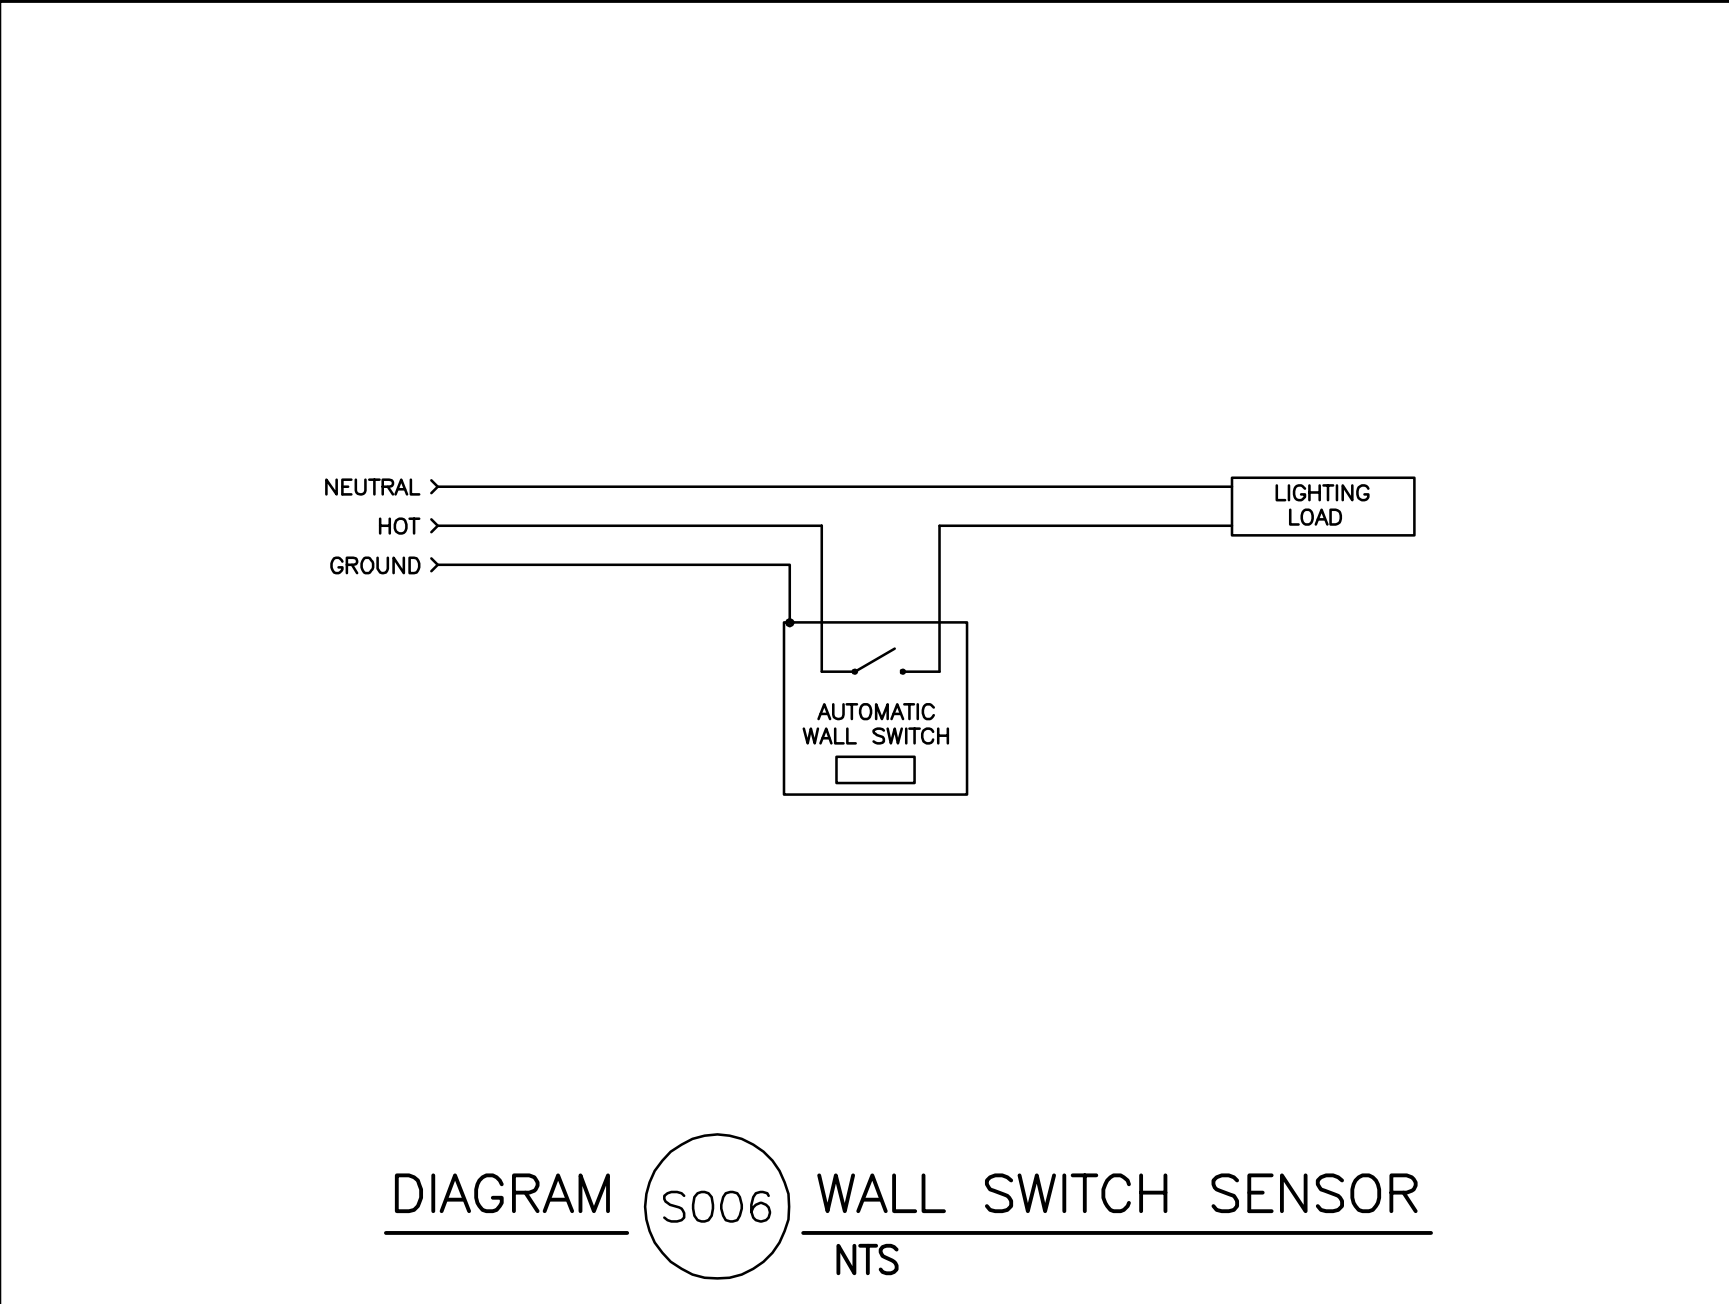 NEUTRAL
HOT
GROUND
LIGHTING
LOAD
AUTOMATIC
WALL SWITCH
DIAGRAM S006 WALL SWITCH SENSOR
NTS